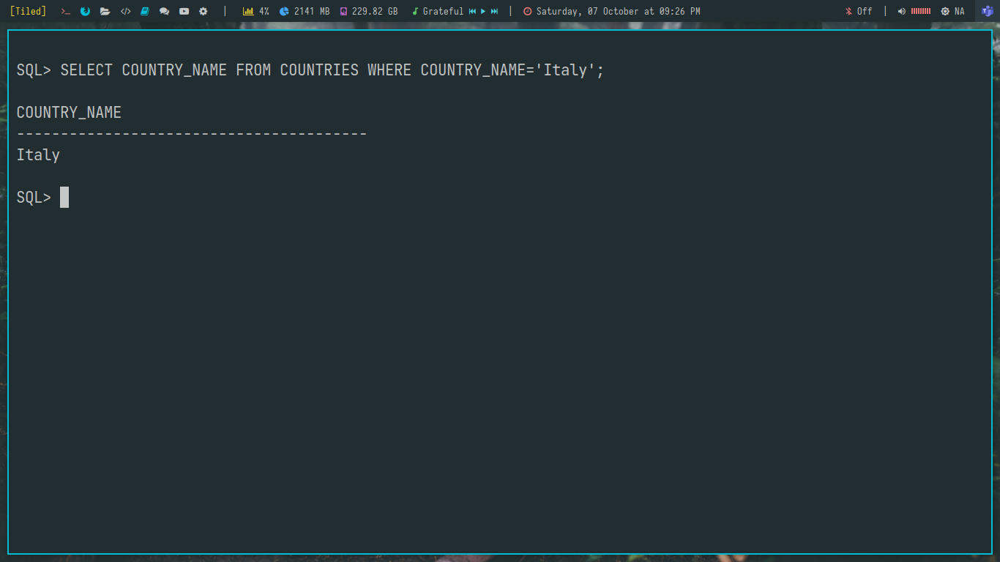 [Tiled] 4% 2141 MB 229.82 GB Grateful | Saturday, 07 October at 09:26 PM Off | NA
SQL> SELECT COUNTRY_NAME FROM COUNTRIES WHERE COUNTRY_NAME='Italy';
COUNTRY_NAME
----------------------------------------
Italy
SQL>